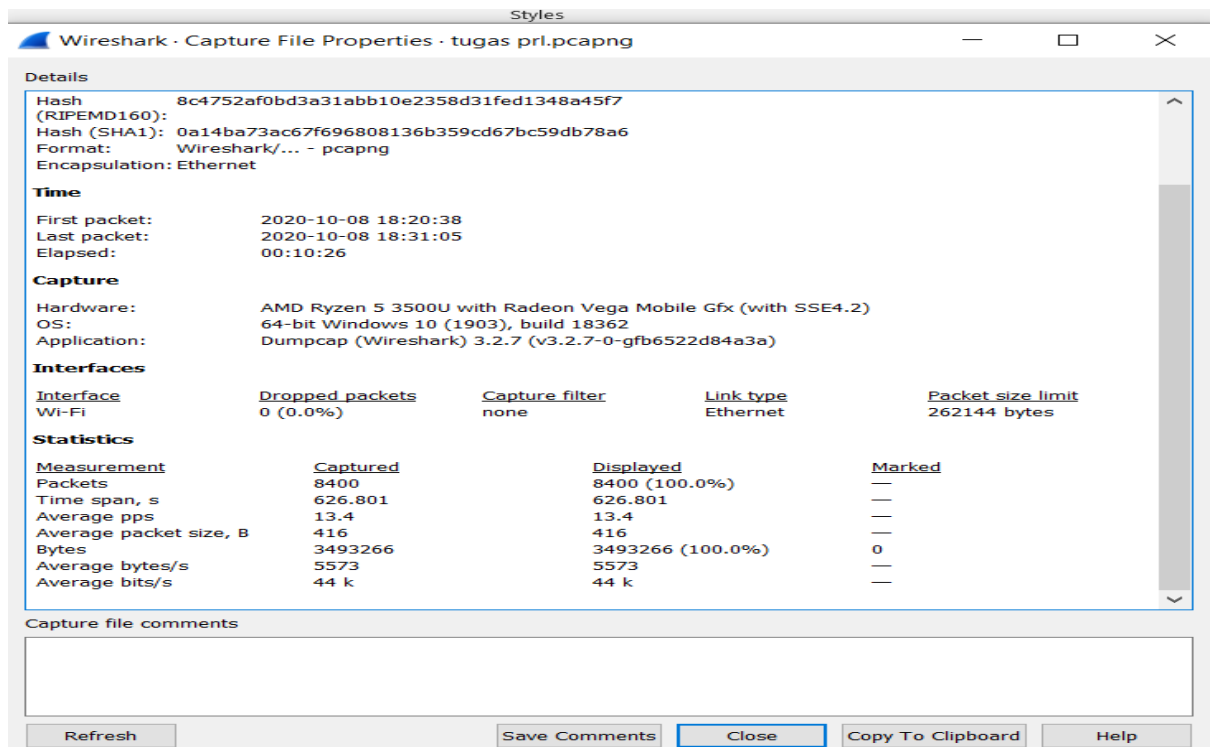 Styles
Wireshark · Capture File Properties · tugas prl.pcapng
Details
Hash (RIPEMD160): 8c4752af0bd3a31abb10e2358d31fed1348a45f7
Hash (SHA1): 0a14ba73ac67f696808136b359cd67bc59db78a6
Format: Wireshark/... - pcapng
Encapsulation: Ethernet
Time
First packet: 2020-10-08 18:20:38
Last packet: 2020-10-08 18:31:05
Elapsed: 00:10:26
Capture
Hardware: AMD Ryzen 5 3500U with Radeon Vega Mobile Gfx (with SSE4.2)
OS: 64-bit Windows 10 (1903), build 18362
Application: Dumpcap (Wireshark) 3.2.7 (v3.2.7-0-gfb6522d84a3a)
Interfaces
Interface Dropped packets Capture filter Link type Packet size limit
Wi-Fi 0 (0.0%) none Ethernet 262144 bytes
Statistics
Measurement Captured Displayed Marked
Packets 8400 8400 (100.0%) —
Time span, s 626.801 626.801 —
Average pps 13.4 13.4 —
Average packet size, B 416 416 —
Bytes 3493266 3493266 (100.0%) 0
Average bytes/s 5573 5573 —
Average bits/s 44 k 44 k —
Capture file comments
Refresh Save Comments Close Copy To Clipboard Help